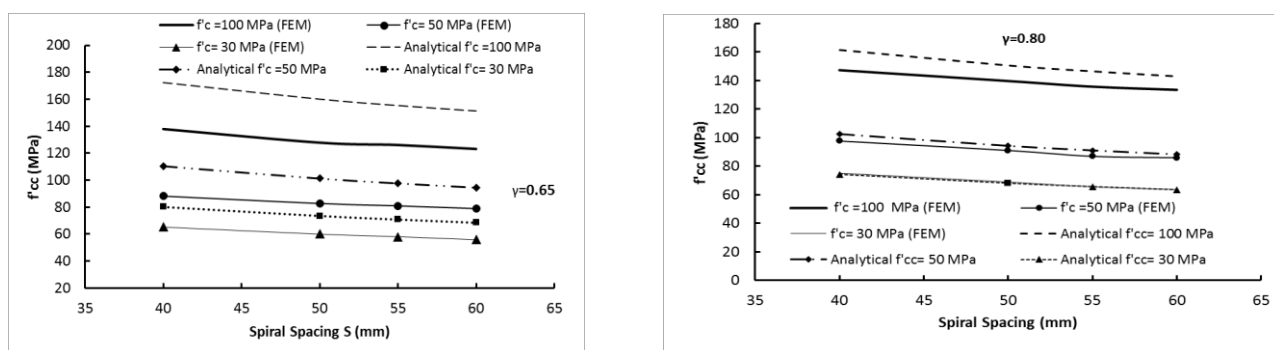 f'c =100 MPa (FEM)
f'c= 50 MPa (FEM)
f'c= 30 MPa (FEM)
Analytical f'c =100 MPa
Analytical f'c =50 MPa
Analytical f'c= 30 MPa
200
180
160
140
120
100
80
60
40
20
f'cc (MPa)
γ=0.65
35 40 45 50 55 60 65
Spiral Spacing S (mm)
γ=0.80
180
160
140
120
100
80
60
40
20
0
f'cc (MPa)
f'c =100 MPa (FEM)
f'c =50 MPa (FEM)
f'c= 30 MPa (FEM)
Analytical f'cc= 100 MPa
Analytical f'cc= 50 MPa
Analytical f'cc= 30 MPa
35 40 45 50 55 60 65
Spiral Spacing (mm)